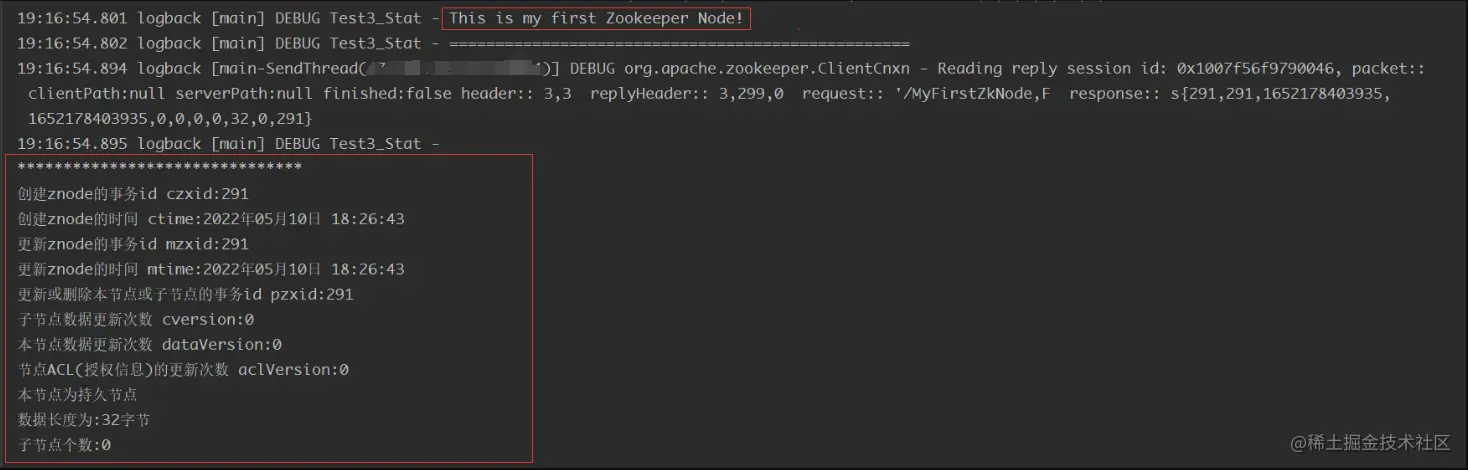 19:16:54.801 logback [main] DEBUG Test3_Stat - This is my first Zookeeper Node!
19:16:54.802 logback [main] DEBUG Test3_Stat - ==================================================
19:16:54.894 logback [main-SendThread( )] DEBUG org.apache.zookeeper.ClientCnxn - Reading reply session id: 0x1007f56f9790046, packet::
clientPath:null serverPath:null finished:false header:: 3,3  replyHeader:: 3,299,0  request:: '/MyFirstZkNode,F  response:: s{291,291,1652178403935,
1652178403935,0,0,0,0,32,0,291}
19:16:54.895 logback [main] DEBUG Test3_Stat -
*******************************
创建znode的事务id czxid:291
创建znode的时间 ctime:2022年05月10日 18:26:43
更新znode的事务id mzxid:291
更新znode的时间 mtime:2022年05月10日 18:26:43
更新或删除本节点或子节点的事务id pzxid:291
子节点数据更新次数 cversion:0
本节点数据更新次数 dataVersion:0
节点ACL(授权信息)的更新次数 aclVersion:0
本节点为持久节点
数据长度为:32字节
子节点个数:0
@稀土掘金技术社区